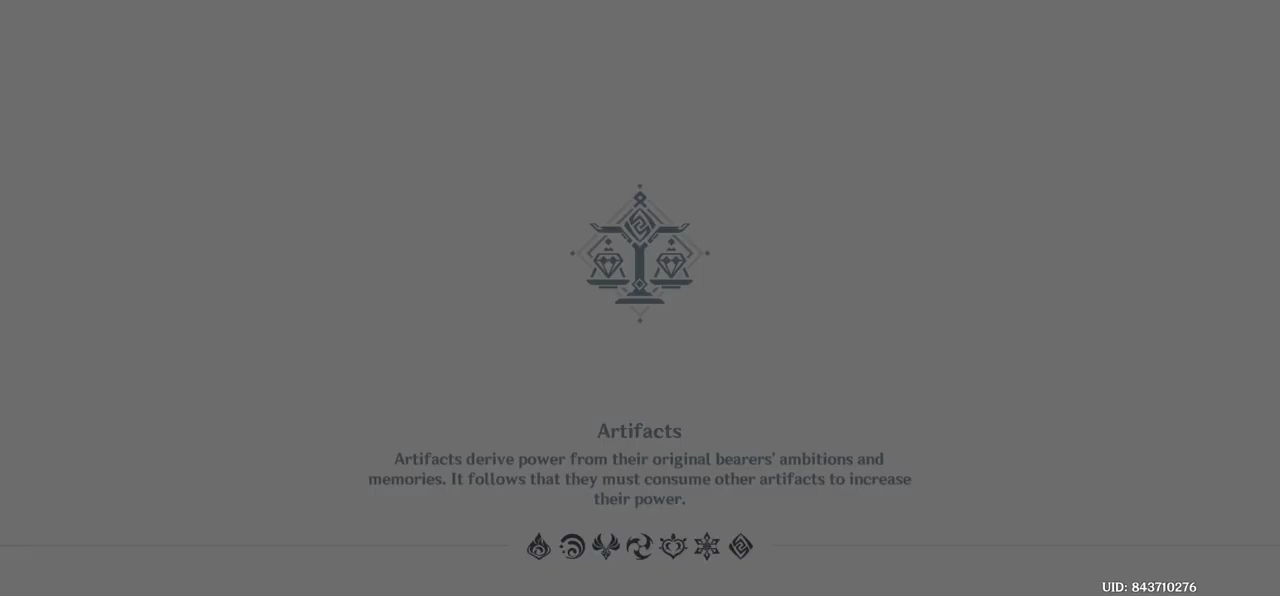 Artifacts
Artifacts derive power from their original bearers' ambitions and
memories. It follows that they must consume other artifacts to increase
their power.
UID: 843710276